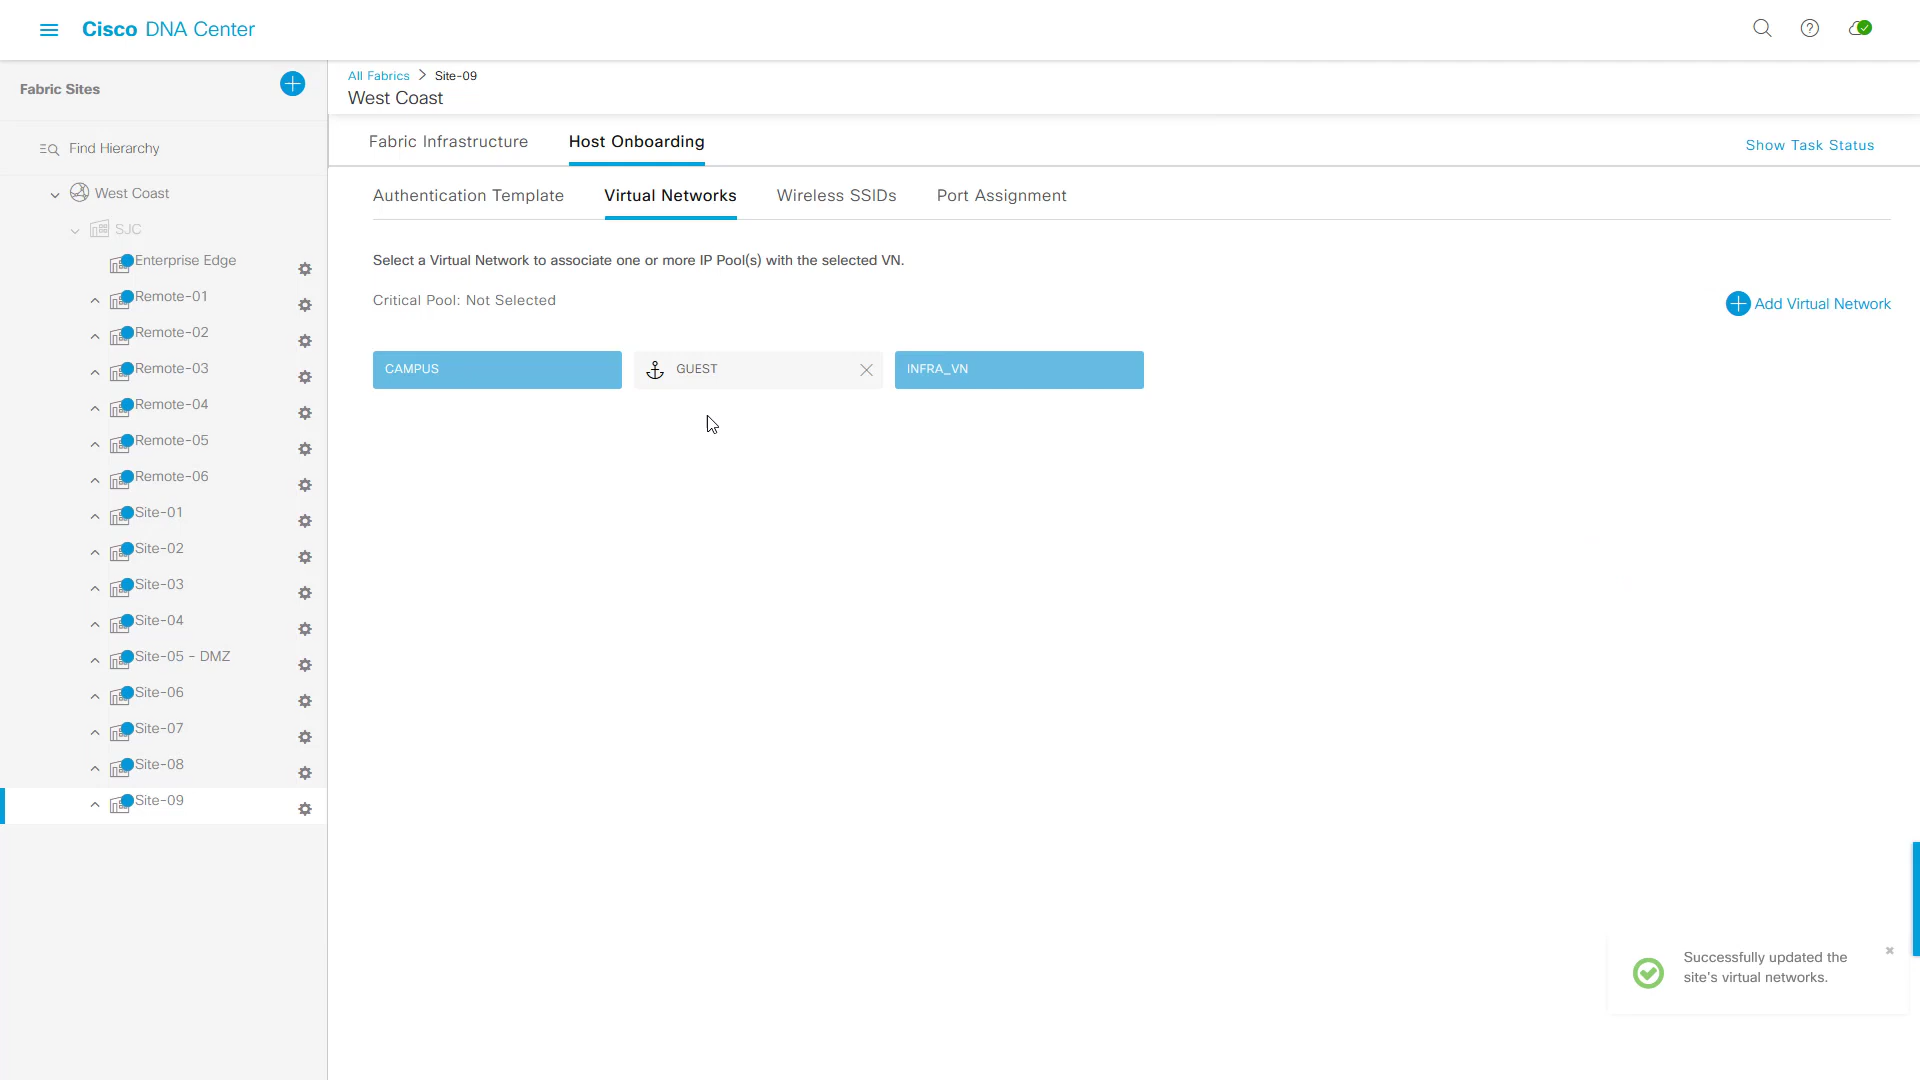 Cisco DNA Center
Fabric Sites
Find Hierarchy
West Coast
SJC
Enterprise Edge
Remote-01
Remote-02
Remote-03
Remote-04
Remote-05
Remote-06
Site-01
Site-02
Site-03
Site-04
Site-05 - DMZ
Site-06
Site-07
Site-08
Site-09
All Fabrics > Site-09
West Coast
Fabric Infrastructure
Host Onboarding
Show Task Status
Authentication Template
Virtual Networks
Wireless SSIDs
Port Assignment
Select a Virtual Network to associate one or more IP Pool(s) with the selected VN.
Critical Pool: Not Selected
Add Virtual Network
CAMPUS
GUEST
INFRA_VN
Successfully updated the
site's virtual networks.